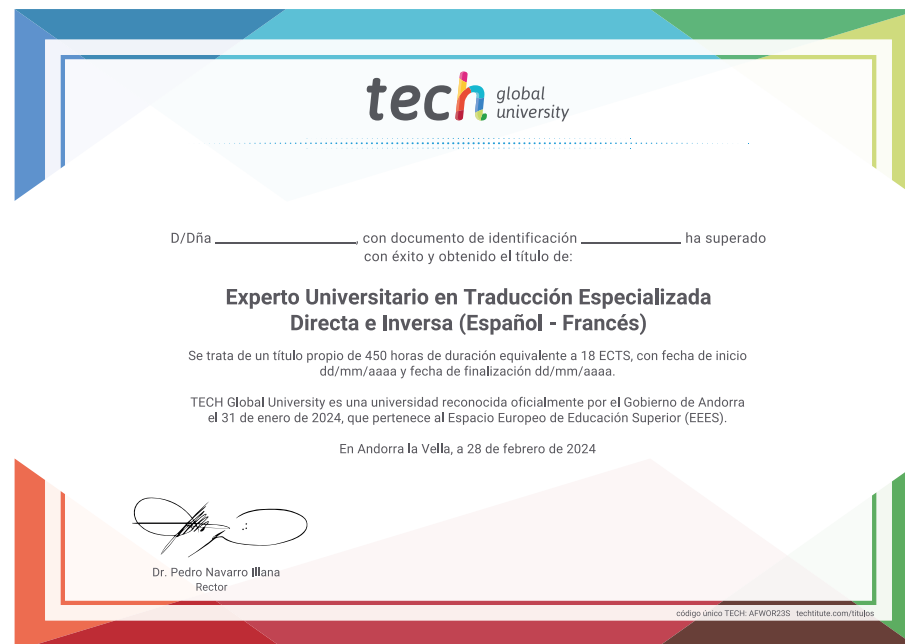 tech global university
D/Dña ____________________, con documento de identificación ______________ ha superado
con éxito y obtenido el título de:
Experto Universitario en Traducción Especializada
Directa e Inversa (Español - Francés)
Se trata de un título propio de 450 horas de duración equivalente a 18 ECTS, con fecha de inicio
dd/mm/aaaa y fecha de finalización dd/mm/aaaa.
TECH Global University es una universidad reconocida oficialmente por el Gobierno de Andorra
el 31 de enero de 2024, que pertenece al Espacio Europeo de Educación Superior (EEES).
En Andorra la Vella, a 28 de febrero de 2024
Dr. Pedro Navarro Illana
Rector
código único TECH: AFWOR23S techtitute.com/titulos